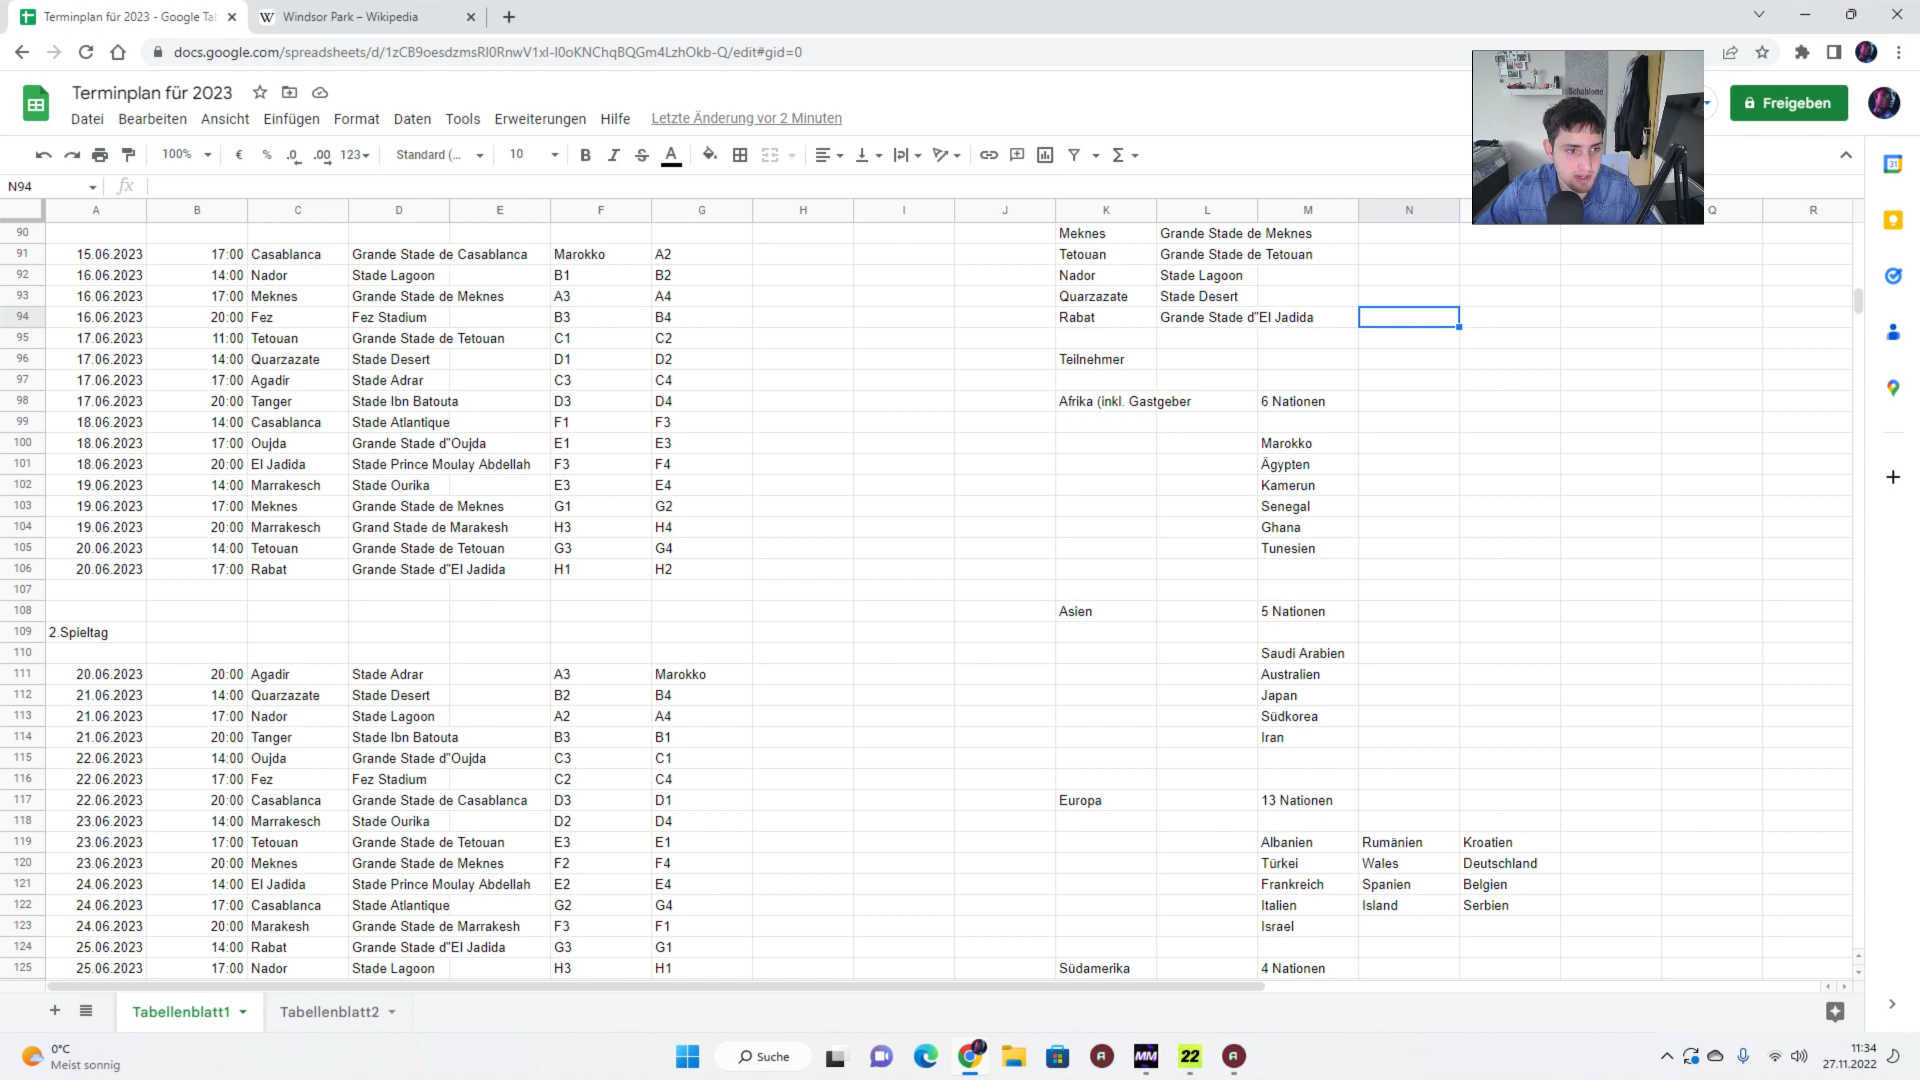 Terminplan für 2023 - Google Tab
Windsor Park – Wikipedia
docs.google.com/spreadsheets/d/1zCB9oesdzmsRl0RnwV1xI-I0oKNChqBQGm4LzhOkb-Q/edit#gid=0
Terminplan für 2023
Datei Bearbeiten Ansicht Einfügen Format Daten Tools Erweiterungen Hilfe Letzte Änderung vor 2 Minuten
Freigeben
100% € % .0 .00 123 Standard (... 10 B I S A
N94 fx
A B C D E F G H I J K L M N Q R
90 Meknes Grande Stade de Meknes
91 15.06.2023 17:00 Casablanca Grande Stade de Casablanca Marokko A2 Tetouan Grande Stade de Tetouan
92 16.06.2023 14:00 Nador Stade Lagoon B1 B2 Nador Stade Lagoon
93 16.06.2023 17:00 Meknes Grande Stade de Meknes A3 A4 Quarzazate Stade Desert
94 16.06.2023 20:00 Fez Fez Stadium B3 B4 Rabat Grande Stade d"El Jadida
95 17.06.2023 11:00 Tetouan Grande Stade de Tetouan C1 C2
96 17.06.2023 14:00 Quarzazate Stade Desert D1 D2 Teilnehmer
97 17.06.2023 17:00 Agadir Stade Adrar C3 C4
98 17.06.2023 20:00 Tanger Stade Ibn Batouta D3 D4 Afrika (inkl. Gastgeber 6 Nationen
99 18.06.2023 14:00 Casablanca Stade Atlantique F1 F3
100 18.06.2023 17:00 Oujda Grande Stade d"Oujda E1 E3 Marokko
101 18.06.2023 20:00 El Jadida Stade Prince Moulay Abdellah F3 F4 Ägypten
102 19.06.2023 14:00 Marrakesch Stade Ourika E3 E4 Kamerun
103 19.06.2023 17:00 Meknes Grande Stade de Meknes G1 G2 Senegal
104 19.06.2023 20:00 Marrakesch Grand Stade de Marakesh H3 H4 Ghana
105 20.06.2023 14:00 Tetouan Grande Stade de Tetouan G3 G4 Tunesien
106 20.06.2023 17:00 Rabat Grande Stade d"El Jadida H1 H2
107
108 Asien 5 Nationen
109 2.Spieltag
110 Saudi Arabien
111 20.06.2023 20:00 Agadir Stade Adrar A3 Marokko Australien
112 21.06.2023 14:00 Quarzazate Stade Desert B2 B4 Japan
113 21.06.2023 17:00 Nador Stade Lagoon A2 A4 Südkorea
114 21.06.2023 20:00 Tanger Stade Ibn Batouta B3 B1 Iran
115 22.06.2023 14:00 Oujda Grande Stade d"Oujda C3 C1
116 22.06.2023 17:00 Fez Fez Stadium C2 C4
117 22.06.2023 20:00 Casablanca Grande Stade de Casablanca D3 D1 Europa 13 Nationen
118 23.06.2023 14:00 Marrakesch Stade Ourika D2 D4
119 23.06.2023 17:00 Tetouan Grande Stade de Tetouan E3 E1 Albanien Rumänien Kroatien
120 23.06.2023 20:00 Meknes Grande Stade de Meknes F2 F4 Türkei Wales Deutschland
121 24.06.2023 14:00 El Jadida Stade Prince Moulay Abdellah E2 E4 Frankreich Spanien Belgien
122 24.06.2023 17:00 Casablanca Stade Atlantique G2 G4 Italien Island Serbien
123 24.06.2023 20:00 Marakesh Grande Stade de Marrakesh F3 F1 Israel
124 25.06.2023 14:00 Rabat Grande Stade d"El Jadida G3 G1
125 25.06.2023 17:00 Nador Stade Lagoon H3 H1 Südamerika 4 Nationen
Tabellenblatt1 Tabellenblatt2
0°C
Meist sonnig
Suche
MM
22
11:34
27.11.2022